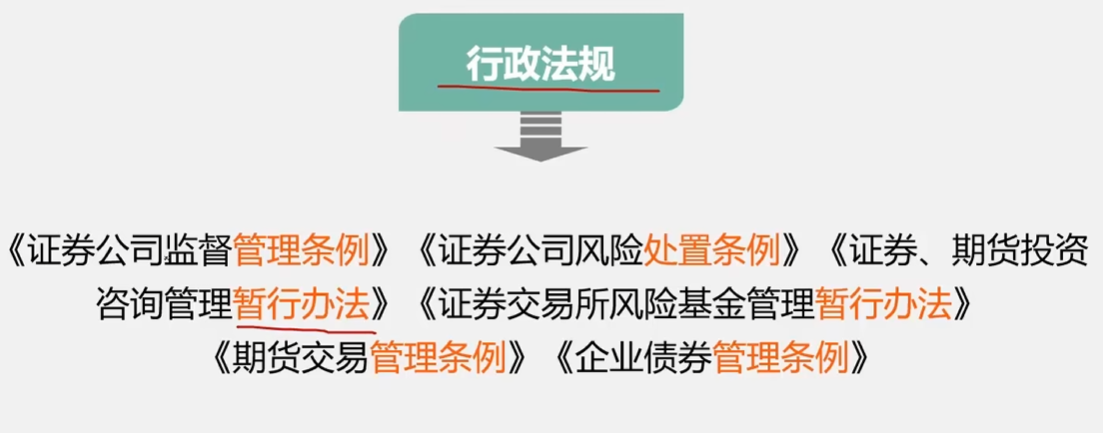 行政法规
《证券公司监督管理条例》《证券公司风险处置条例》《证券、期货投资
咨询管理暂行办法》《证券交易所风险基金管理暂行办法》
《期货交易管理条例》《企业债券管理条例》